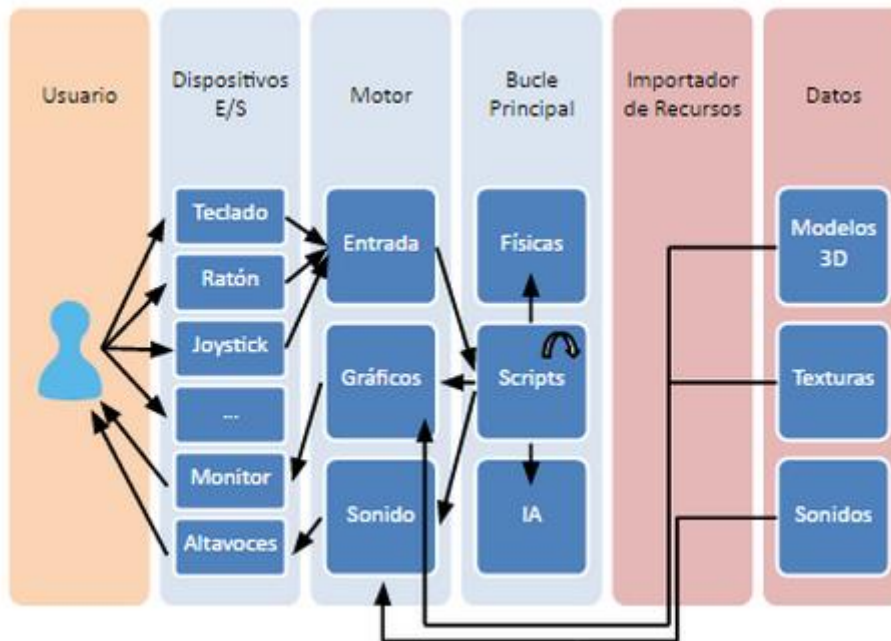 Usuario
Dispositivos
E/S
Motor
Bucle
Principal
Importador
de Recursos
Datos
Teclado
Ratón
Joystick
...
Monitor
Altavoces
Entrada
Gráficos
Sonido
Físicas
Scripts
IA
Modelos
3D
Texturas
Sonidos